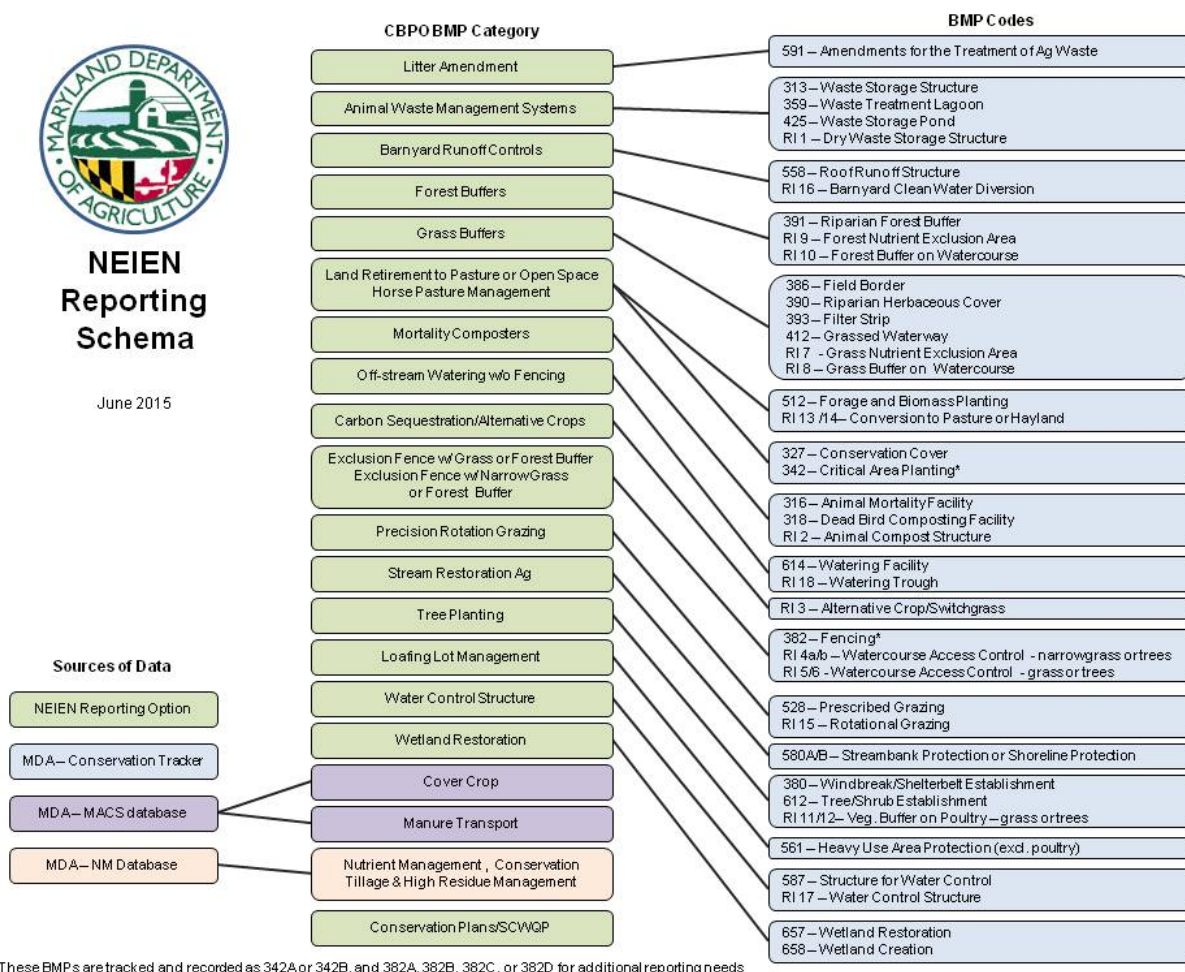 MARYLAND DEPARTMENT
OF AGRICULTURE
NEIEN
Reporting
Schema
June 2015
Sources of Data
NEIEN Reporting Option
MDA – Conservation Tracker
MDA – MACS database
MDA – NM Database
CBPO BMP Category
Litter Amendment
Animal Waste Management Systems
Barnyard Runoff Controls
Forest Buffers
Grass Buffers
Land Retirement to Pasture or Open Space
Horse Pasture Management
Mortality Composters
Off-stream Watering w/o Fencing
Carbon Sequestration/Alternative Crops
Exclusion Fence w/ Grass or Forest Buffer
Exclusion Fence w/ Narrow Grass
or Forest Buffer
Precision Rotation Grazing
Stream Restoration Ag
Tree Planting
Loafing Lot Management
Water Control Structure
Wetland Restoration
Cover Crop
Manure Transport
Nutrient Management , Conservation
Tillage & High Residue Management
Conservation Plans/SCWQP
BMP Codes
591 – Amendments for the Treatment of Ag Waste
313 – Waste Storage Structure
359 – Waste Treatment Lagoon
425 – Waste Storage Pond
RI 1 – Dry Waste Storage Structure
558 – Roof Runoff Structure
RI 16 – Barnyard Clean Water Diversion
391 – Riparian Forest Buffer
RI 9 – Forest Nutrient Exclusion Area
RI 10 – Forest Buffer on Watercourse
386 – Field Border
390 – Riparian Herbaceous Cover
393 – Filter Strip
412 – Grassed Waterway
RI 7 - Grass Nutrient Exclusion Area
RI 8 – Grass Buffer on Watercourse
512 – Forage and Biomass Planting
RI 13 /14 – Conversion to Pasture or Hayland
327 – Conservation Cover
342 – Critical Area Planting*
316 – Animal Mortality Facility
318 – Dead Bird Composting Facility
RI 2 – Animal Compost Structure
614 – Watering Facility
RI 18 – Watering Trough
RI 3 – Alternative Crop/Switchgrass
382 – Fencing*
RI 4a/b – Watercourse Access Control - narrow grass or trees
RI 5/6 - Watercourse Access Control - grass or trees
528 – Prescribed Grazing
RI 15 – Rotational Grazing
580A/B – Streambank Protection or Shoreline Protection
380 – Windbreak/Shelterbelt Establishment
612 – Tree/Shrub Establishment
RI 11/12 – Veg. Buffer on Poultry – grass or trees
561 – Heavy Use Area Protection (excl. poultry)
587 – Structure for Water Control
RI 17 – Water Control Structure
657 – Wetland Restoration
658 – Wetland Creation
These BMPs are tracked and recorded as 342A or 342B, and 382A, 382B, 382C, or 382D for additional reporting needs